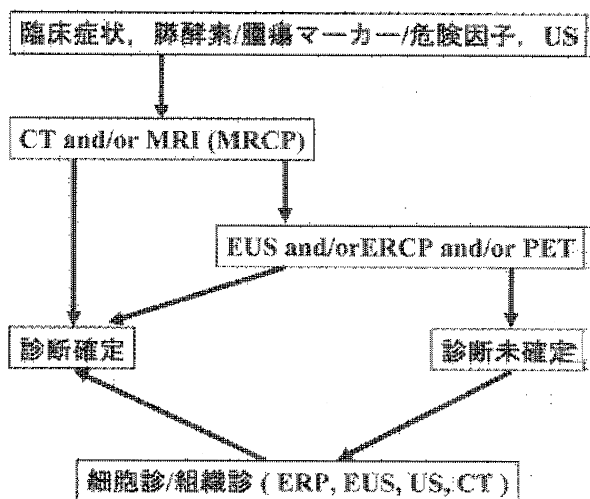 臨床症状, 膵酵素/腫瘍マーカー/危険因子, US
CT and/or MRI (MRCP)
EUS and/orERCP and/or PET
診断確定
診断未確定
細胞診/組織診 ( ERP, EUS, US, CT )